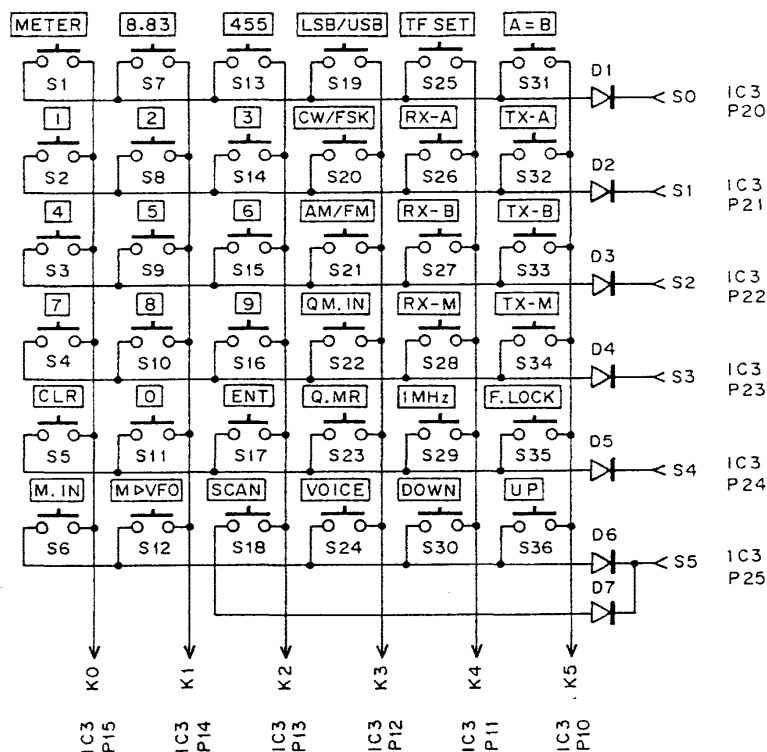 METER 8.83 455 LSB/USB TF SET A=B
D1
S1 S7 S13 S19 S25 S31
S0 IC3 P20
1 2 3 CW/FSK RX-A TX-A
D2
S2 S8 S14 S20 S26 S32
S1 IC3 P21
4 5 6 AM/FM RX-B TX-B
D3
S3 S9 S15 S21 S27 S33
S2 IC3 P22
7 8 9 QM.IN RX-M TX-M
D4
S4 S10 S16 S22 S28 S34
S3 IC3 P23
CLR 0 ENT Q.MR 1MHz F.LOCK
D5
S5 S11 S17 S23 S29 S35
S4 IC3 P24
M.IN M▷VFO SCAN VOICE DOWN UP
D6
S6 S12 S18 S24 S30 S36
S5 IC3 P25
D7
K0 K1 K2 K3 K4 K5
IC3 P15 IC3 P14 IC3 P13 IC3 P12 IC3 P11 IC3 P10